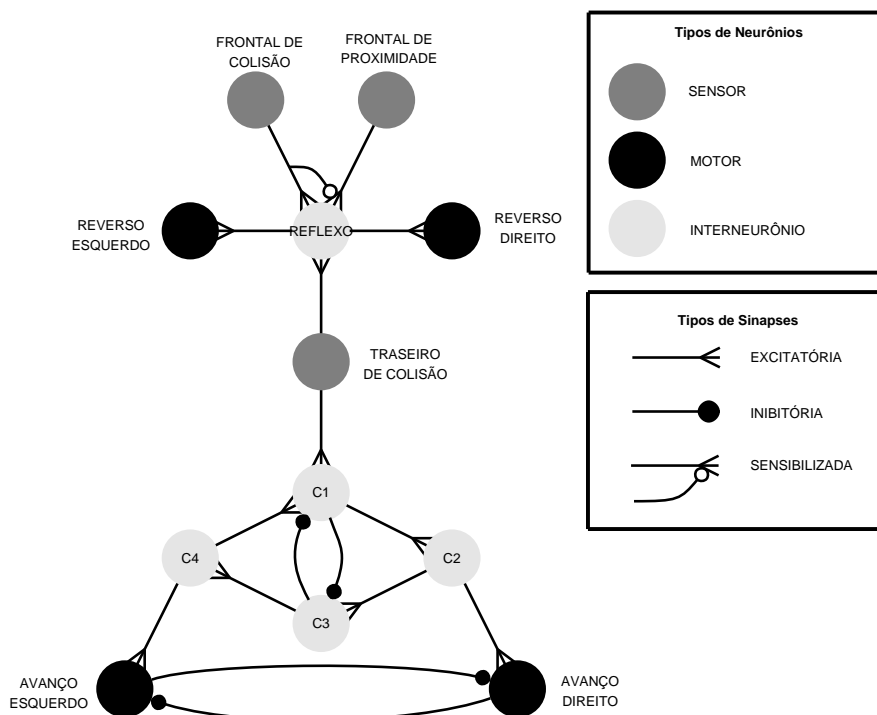 FRONTAL DE
COLISÃO
FRONTAL DE
PROXIMIDADE
REVERSO
ESQUERDO
REFLEXO
REVERSO
DIREITO
TRASEIRO
DE COLISÃO
C1
C4
C2
C3
AVANÇO
ESQUERDO
AVANÇO
DIREITO
Tipos de Neurônios
SENSOR
MOTOR
INTERNEURÔNIO
Tipos de Sinapses
EXCITATÓRIA
INIBITÓRIA
SENSIBILIZADA